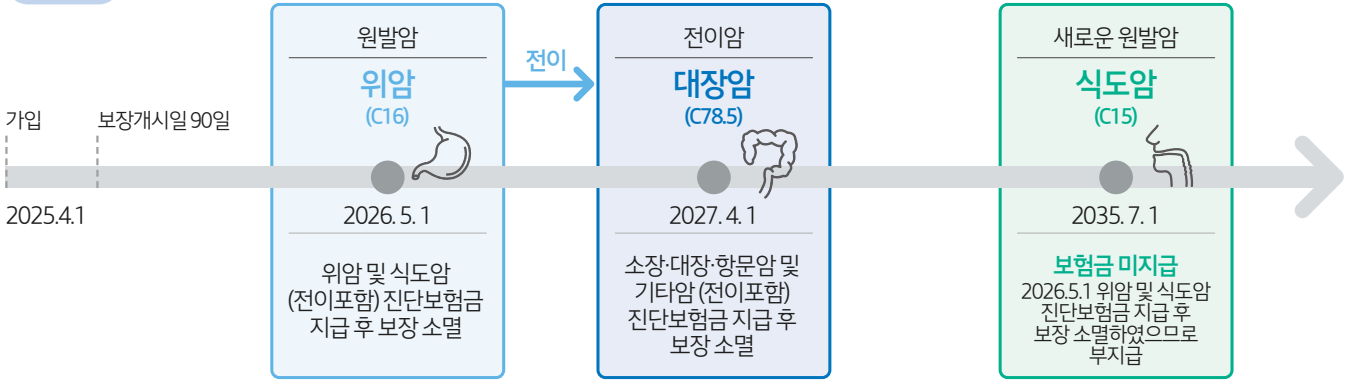 가입
보장개시일 90일
2025.4.1
원발암
위암
(C16)
2026. 5. 1
위암 및 식도암
(전이포함) 진단보험금
지급 후 보장 소멸
전이
전이암
대장암
(C78.5)
2027. 4. 1
소장·대장·항문암 및
기타암 (전이포함)
진단보험금 지급 후
보장 소멸
새로운 원발암
식도암
(C15)
2035. 7. 1
보험금 미지급
2026.5.1 위암 및 식도암
진단보험금 지급 후
보장 소멸하였으므로
부지급